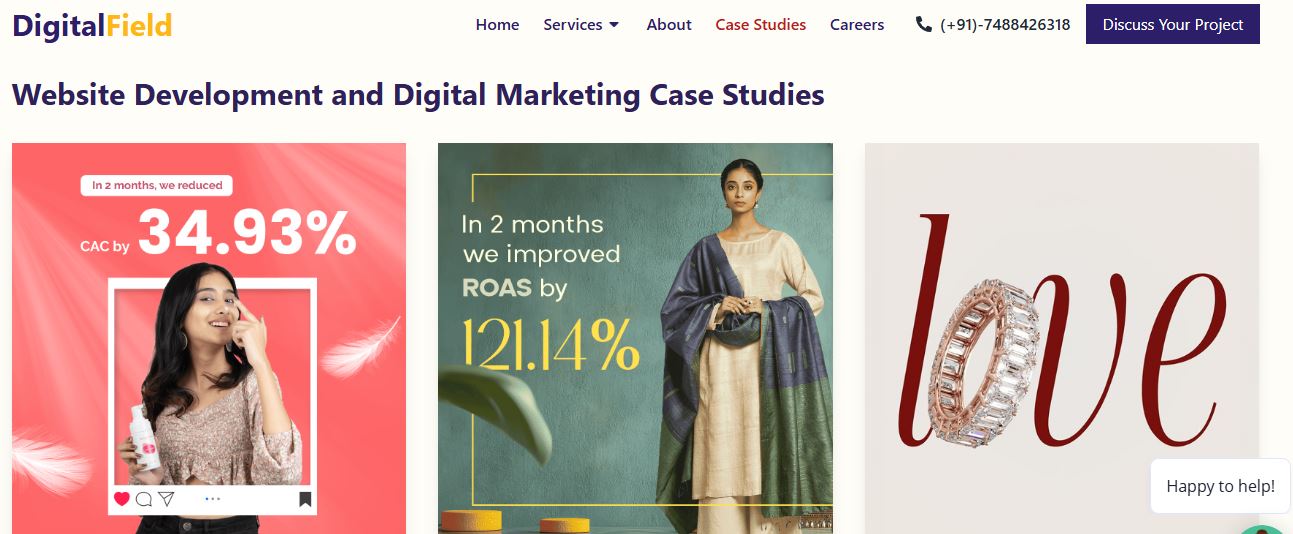 DigitalField
Home Services About Case Studies Careers (+91)-7488426318 Discuss Your Project
Website Development and Digital Marketing Case Studies
In 2 months, we reduced
CAC by 34.93%
In 2 months
we improved
ROAS by
121.14%
love
Happy to help!